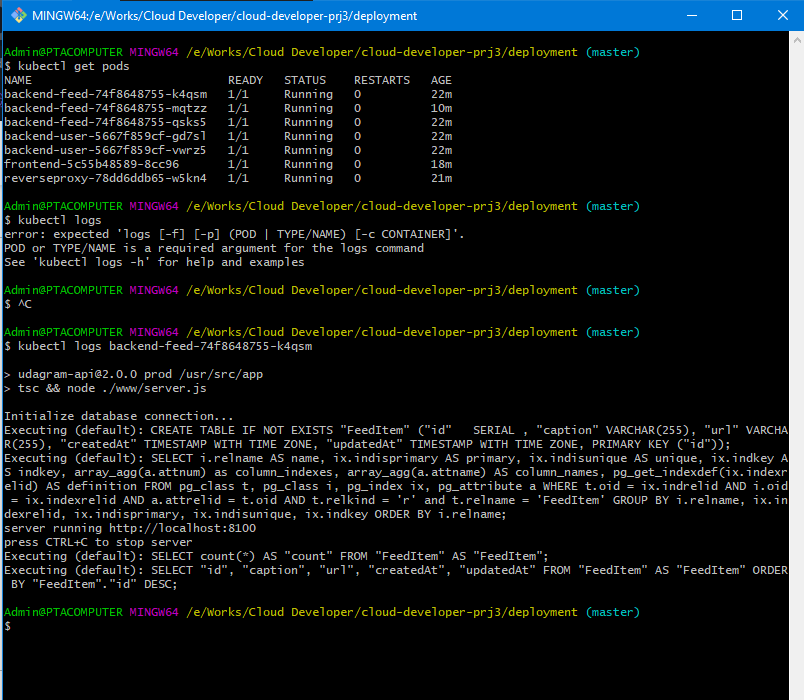 MINGW64:/e/Works/Cloud Developer/cloud-developer-prj3/deployment
Admin@PTACOMPUTER MINGW64 /e/Works/Cloud Developer/cloud-developer-prj3/deployment (master)
$ kubectl get pods
NAME READY STATUS RESTARTS AGE
backend-feed-74f8648755-k4qsm 1/1 Running 0 22m
backend-feed-74f8648755-mqtzz 1/1 Running 0 10m
backend-feed-74f8648755-qsks5 1/1 Running 0 22m
backend-user-5667f859cf-gd7sl 1/1 Running 0 22m
backend-user-5667f859cf-vwrz5 1/1 Running 0 22m
frontend-5c55b48589-8cc96 1/1 Running 0 18m
reverseproxy-78dd6ddb65-w5kn4 1/1 Running 0 21m
Admin@PTACOMPUTER MINGW64 /e/Works/Cloud Developer/cloud-developer-prj3/deployment (master)
$ kubectl logs
error: expected 'logs [-f] [-p] (POD | TYPE/NAME) [-c CONTAINER]'.
POD or TYPE/NAME is a required argument for the logs command
See 'kubectl logs -h' for help and examples
Admin@PTACOMPUTER MINGW64 /e/Works/Cloud Developer/cloud-developer-prj3/deployment (master)
$ ^C
Admin@PTACOMPUTER MINGW64 /e/Works/Cloud Developer/cloud-developer-prj3/deployment (master)
$ kubectl logs backend-feed-74f8648755-k4qsm
> udagram-api@2.0.0 prod /usr/src/app
> tsc && node ./www/server.js
Initialize database connection...
Executing (default): CREATE TABLE IF NOT EXISTS "FeedItem" ("id"   SERIAL , "caption" VARCHAR(255), "url" VARCHA
R(255), "createdAt" TIMESTAMP WITH TIME ZONE, "updatedAt" TIMESTAMP WITH TIME ZONE, PRIMARY KEY ("id"));
Executing (default): SELECT i.relname AS name, ix.indisprimary AS primary, ix.indisunique AS unique, ix.indkey A
S indkey, array_agg(a.attnum) as column_indexes, array_agg(a.attname) AS column_names, pg_get_indexdef(ix.indexr
elid) AS definition FROM pg_class t, pg_class i, pg_index ix, pg_attribute a WHERE t.oid = ix.indrelid AND i.oid
 = ix.indexrelid AND a.attrelid = t.oid AND t.relkind = 'r' and t.relname = 'FeedItem' GROUP BY i.relname, ix.in
dexrelid, ix.indisprimary, ix.indisunique, ix.indkey ORDER BY i.relname;
server running http://localhost:8100
press CTRL+C to stop server
Executing (default): SELECT count(*) AS "count" FROM "FeedItem" AS "FeedItem";
Executing (default): SELECT "id", "caption", "url", "createdAt", "updatedAt" FROM "FeedItem" AS "FeedItem" ORDER
 BY "FeedItem"."id" DESC;
Admin@PTACOMPUTER MINGW64 /e/Works/Cloud Developer/cloud-developer-prj3/deployment (master)
$